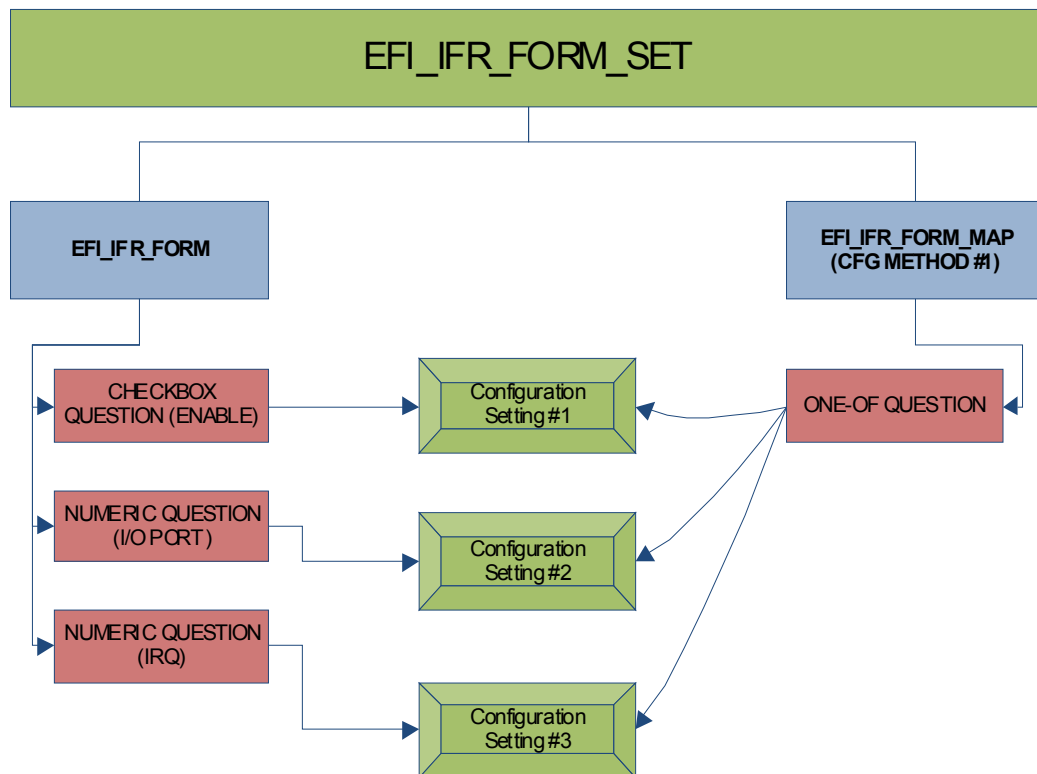 EFI_IFR_FORM_SET
EFI_IFR_FORM
EFI_IFR_FORM_MAP
(CFG METHOD #1)
CHECKBOX
QUESTION (ENABLE)
Configuration
Setting #1
ONE-OF QUESTION
NUMERIC QUESTION
(I/O PORT)
Configuration
Setting #2
NUMERIC QUESTION
(IRQ)
Configuration
Setting #3